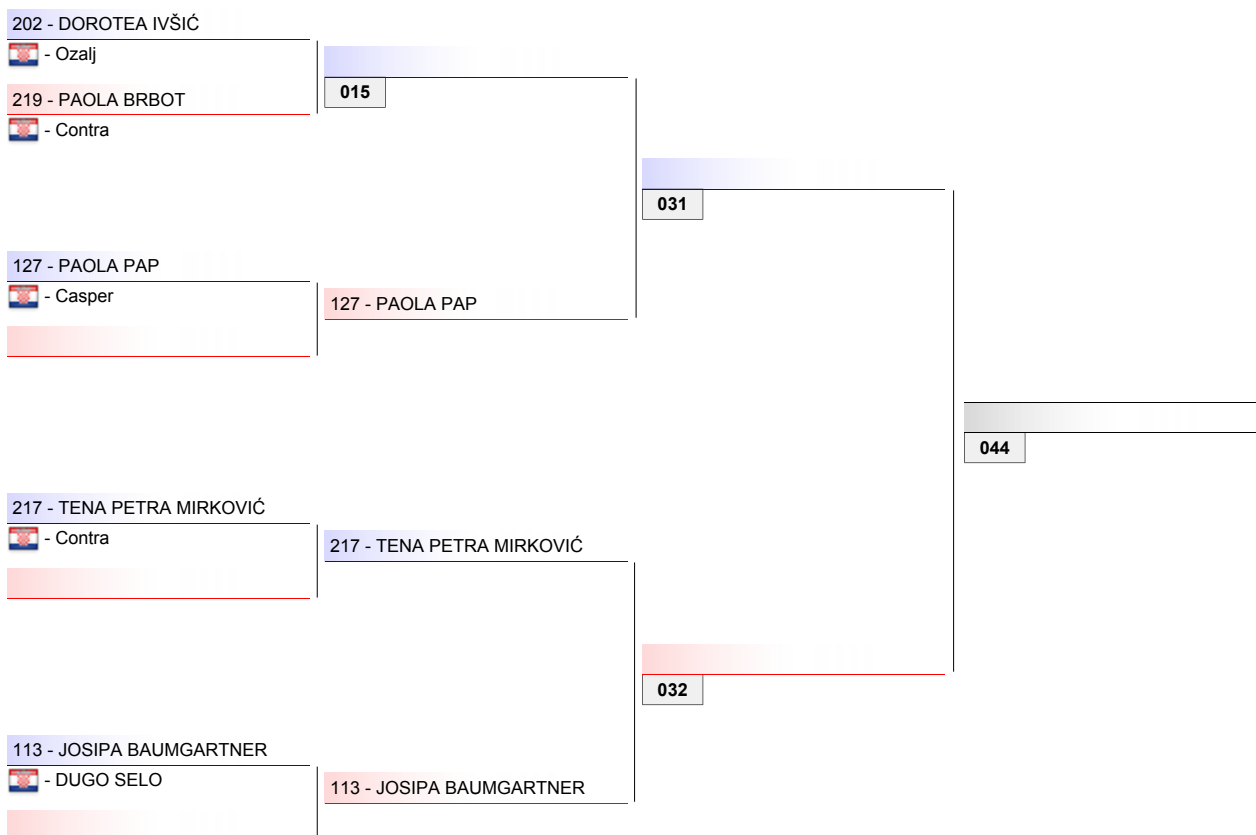 202 - DOROTEA IVŠIĆ
- Ozalj
219 - PAOLA BRBOT
- Contra
015
031
127 - PAOLA PAP
- Casper
127 - PAOLA PAP
044
217 - TENA PETRA MIRKOVIĆ
- Contra
217 - TENA PETRA MIRKOVIĆ
032
113 - JOSIPA BAUMGARTNER
- DUGO SELO
113 - JOSIPA BAUMGARTNER